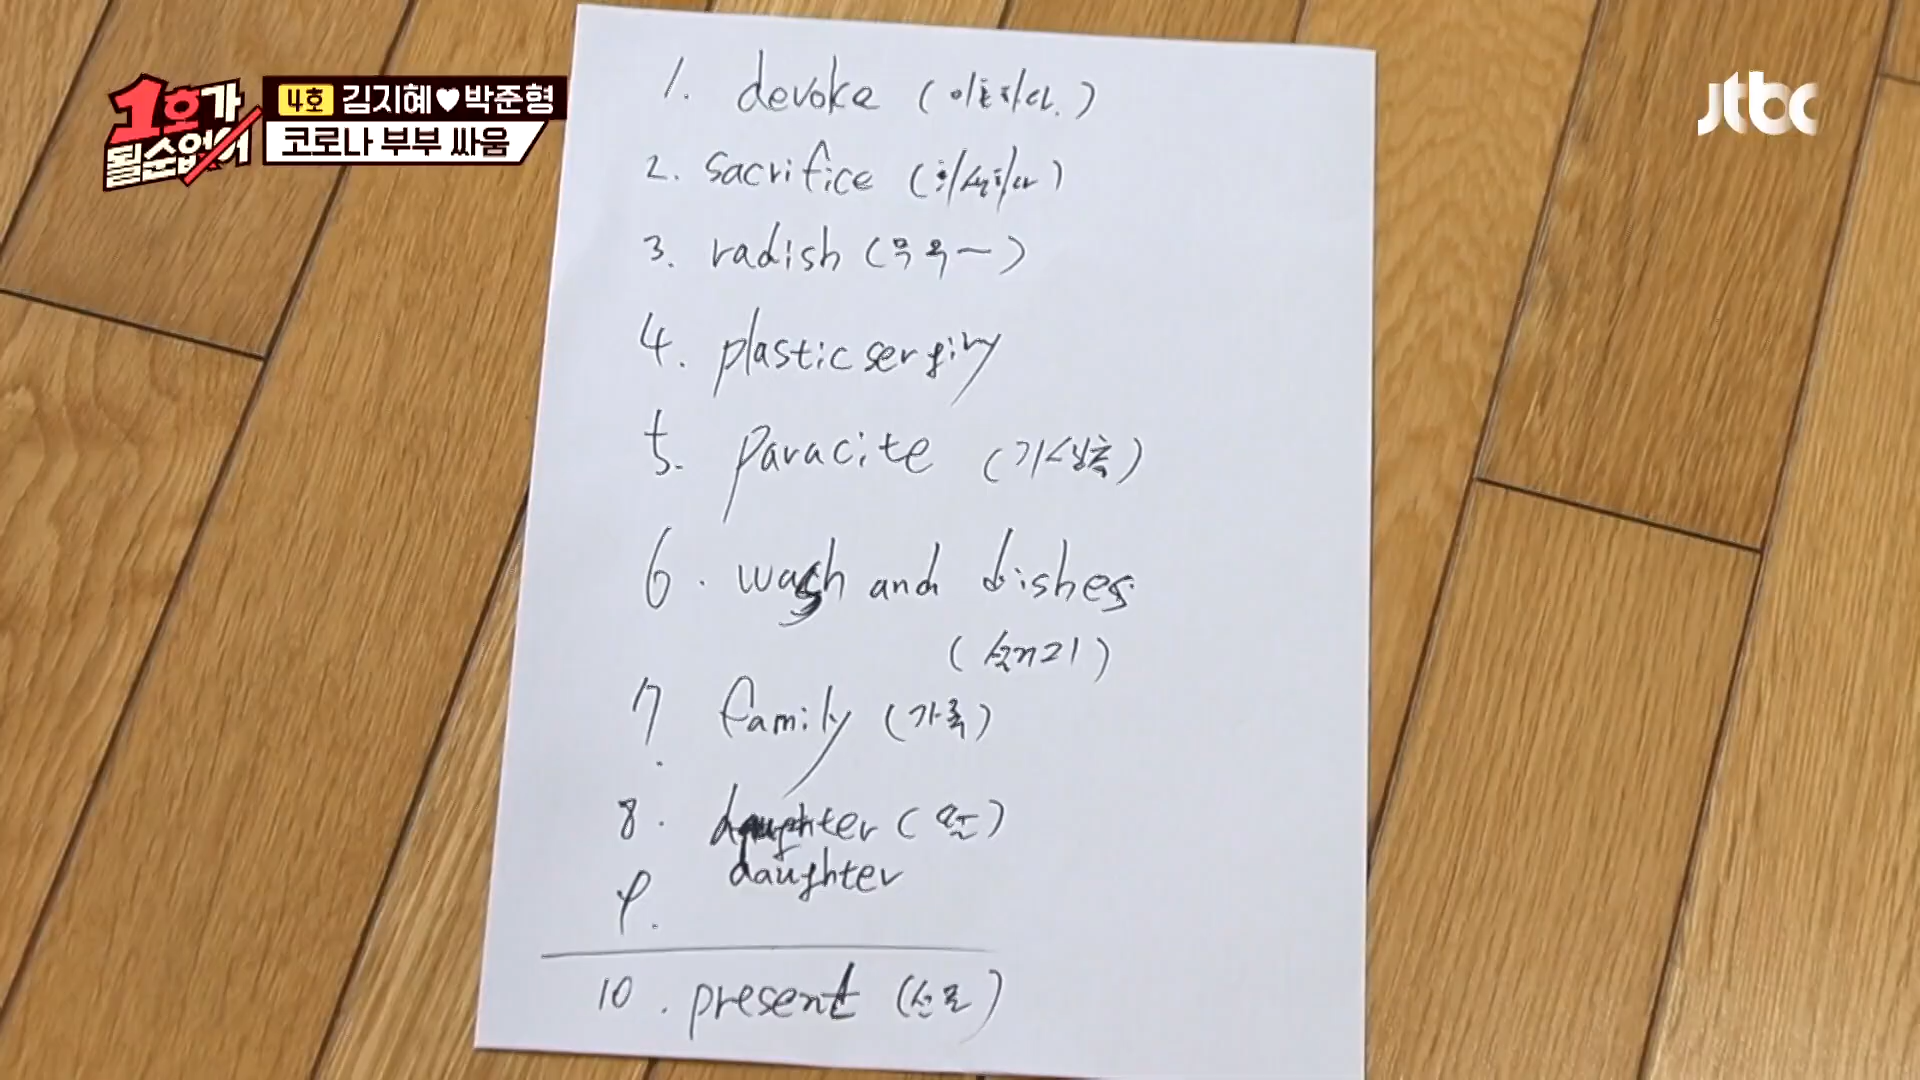 1호가 될순없어
4호 김지혜♥박준형
코로나 부부 싸움
jtbc
1. devoke (이혼하다.)
2. sacrifice (희생하다)
3. radish (무우ㅡ)
4. plastic sergiry
5. paracite (기생충)
6. wash and dishes
(설거지)
7. family (가족)
8. daughter (딸)
daughter
9.
10. present (선물)